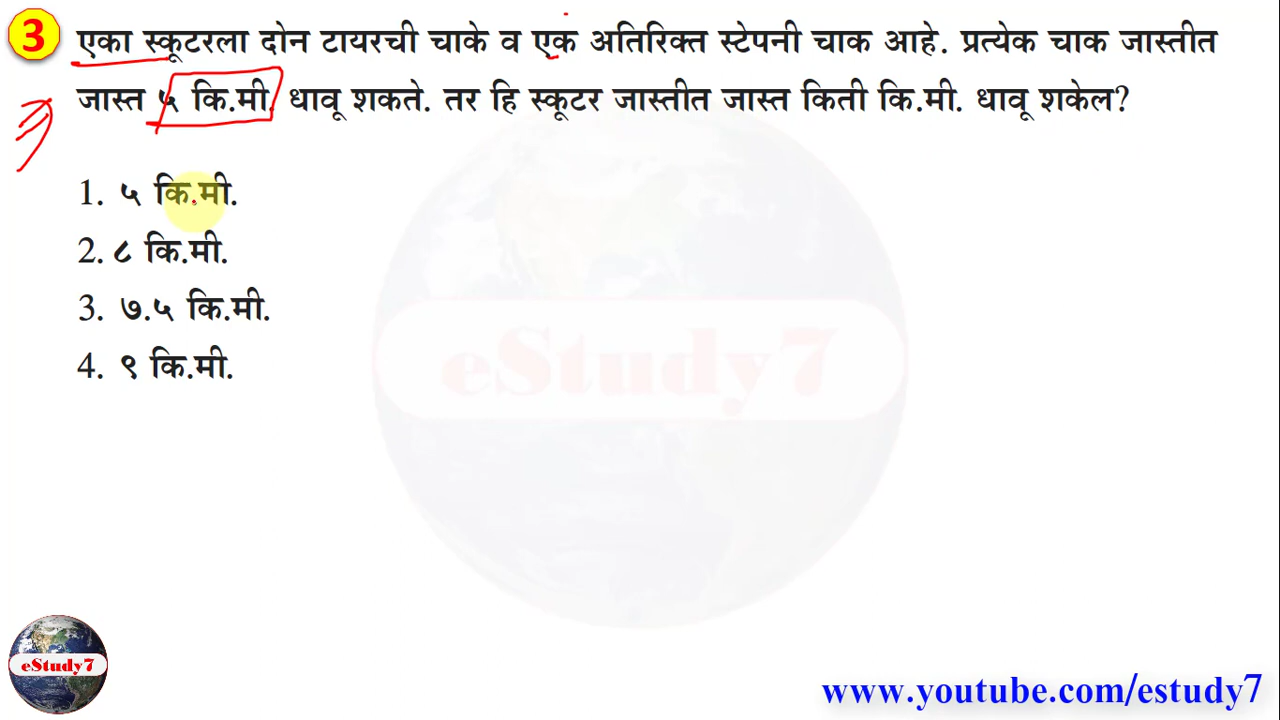 3 एका स्कूटरला दोन टायरची चाके व एक अतिरिक्त स्टेपनी चाक आहे. प्रत्येक चाक जास्तीत
जास्त ५ कि.मी. धावू शकते. तर हि स्कूटर जास्तीत जास्त किती कि.मी. धावू शकेल?
1. ५ कि.मी.
2. ८ कि.मी.
3. ७.५ कि.मी.
4. ९ कि.मी.
eStudy7
eStudy7
www.youtube.com/estudy7